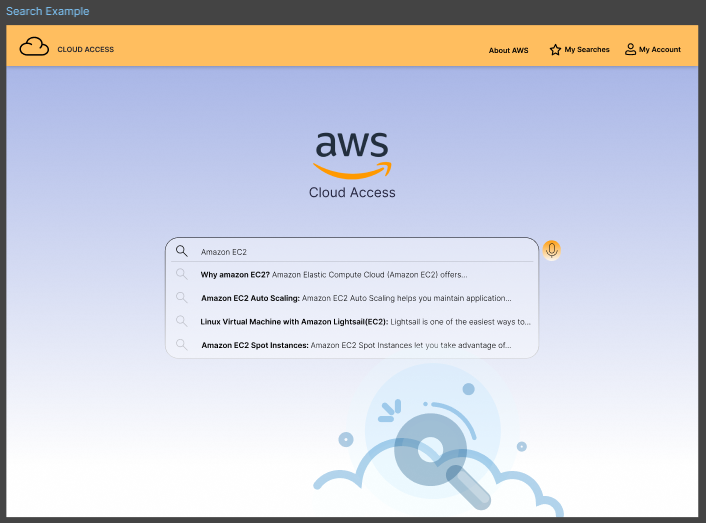 Search Example
CLOUD ACCESS
About AWS
My Searches
My Account
aws
Cloud Access
Amazon EC2
Why amazon EC2? Amazon Elastic Compute Cloud (Amazon EC2) offers...
Amazon EC2 Auto Scaling: Amazon EC2 Auto Scaling helps you maintain application...
Linux Virtual Machine with Amazon Lightsail(EC2): Lightsail is one of the easiest ways to...
Amazon EC2 Spot Instances: Amazon EC2 Spot Instances let you take advantage of...